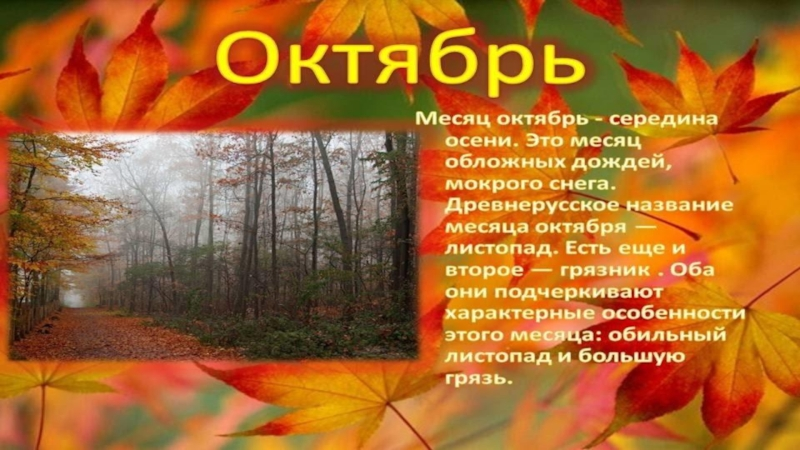 Октябрь
Месяц октябрь - середина
осени. Это месяц
обложных дождей,
мокрого снега.
Древнерусское название
месяца октября —
листопад. Есть еще и
второе — грязник . Оба
они подчеркивают
характерные особенности
этого месяца: обильный
листопад и большую
грязь.